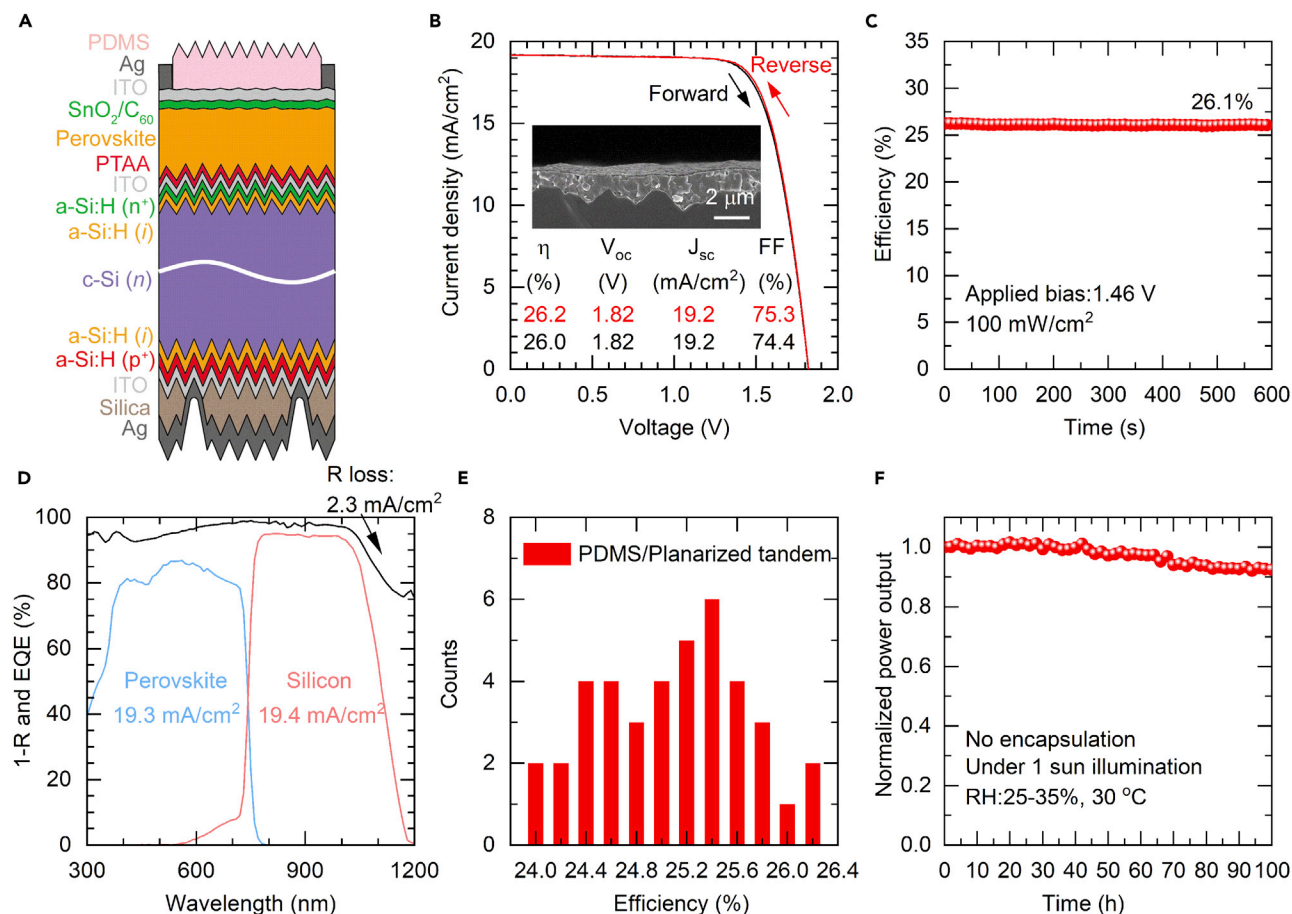 A
PDMS
Ag
ITO
SnO₂/C₆₀
Perovskite
PTAA
ITO
a-Si:H (n⁺)
a-Si:H (i)
c-Si (n)
a-Si:H (i)
a-Si:H (p⁺)
ITO
Silica
Ag
B
Current density (mA/cm²)
20
15
10
5
0
Reverse
Forward
2 μm
η V_oc J_sc FF
(%) (V) (mA/cm²) (%)
26.2 1.82 19.2 75.3
26.0 1.82 19.2 74.4
0.0 0.5 1.0 1.5 2.0
Voltage (V)
C
Efficiency (%)
35
30
25
20
15
10
5
0
26.1%
Applied bias:1.46 V
100 mW/cm²
0 100 200 300 400 500 600
Time (s)
D
R loss:
2.3 mA/cm²
1-R and EQE (%)
100
80
60
40
20
0
Perovskite
19.3 mA/cm²
Silicon
19.4 mA/cm²
300 600 900 1200
Wavelength (nm)
E
Counts
8
6
4
2
0
PDMS/Planarized tandem
24.0 24.4 24.8 25.2 25.6 26.0 26.4
Efficiency (%)
F
Normalized power output
1.0
0.8
0.6
0.4
0.2
0.0
No encapsulation
Under 1 sun illumination
RH:25-35%, 30 °C
0 10 20 30 40 50 60 70 80 90 100
Time (h)